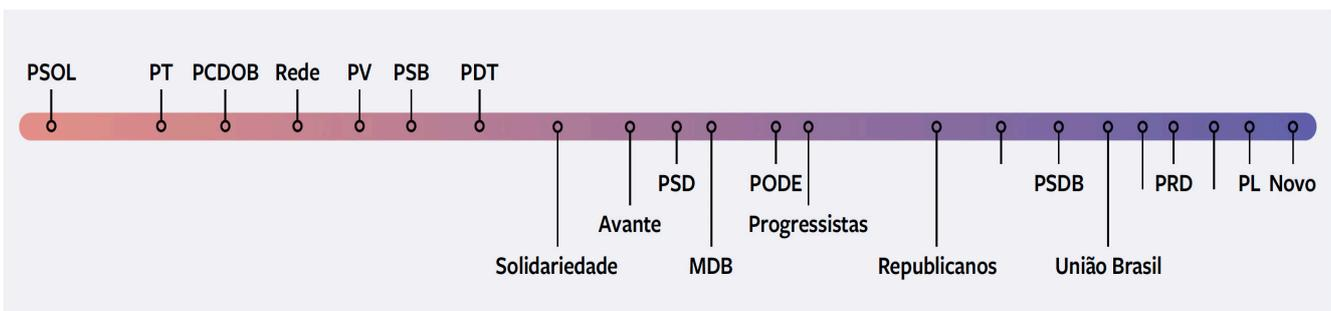 PSOL PT PCDOB Rede PV PSB PDT
PSD PODE PSDB PRD PL Novo
Avante Progressistas
Solidariedade MDB Republicanos União Brasil